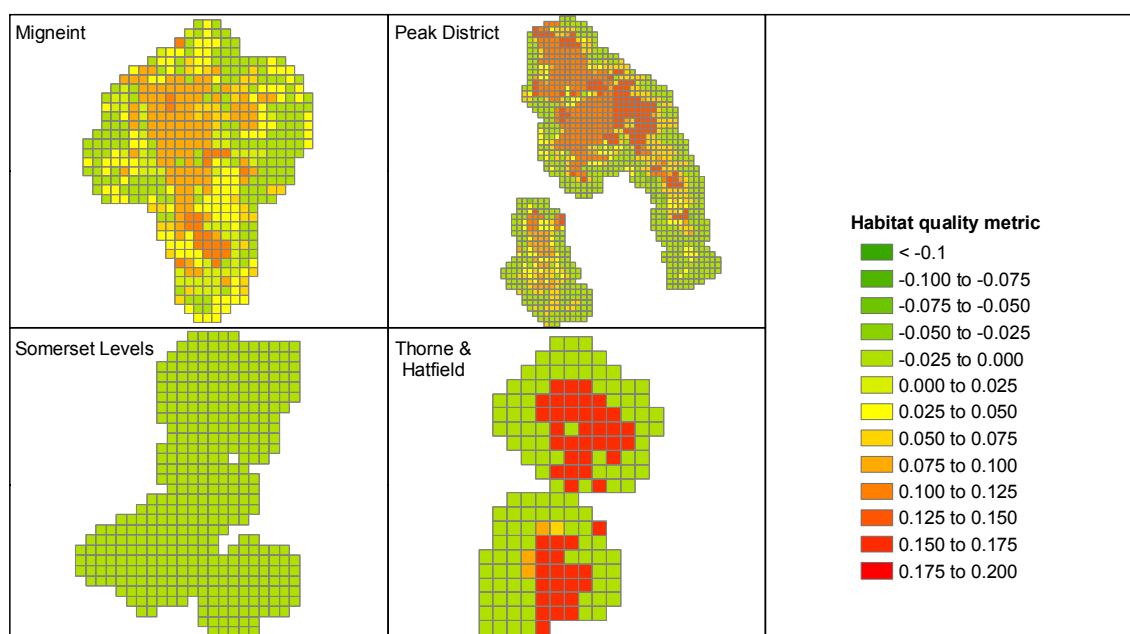 Migneint
Peak District
Somerset Levels
Thorne &
Hatfield
Habitat quality metric
< -0.1
-0.100 to -0.075
-0.075 to -0.050
-0.050 to -0.025
-0.025 to 0.000
0.000 to 0.025
0.025 to 0.050
0.050 to 0.075
0.075 to 0.100
0.100 to 0.125
0.125 to 0.150
0.150 to 0.175
0.175 to 0.200